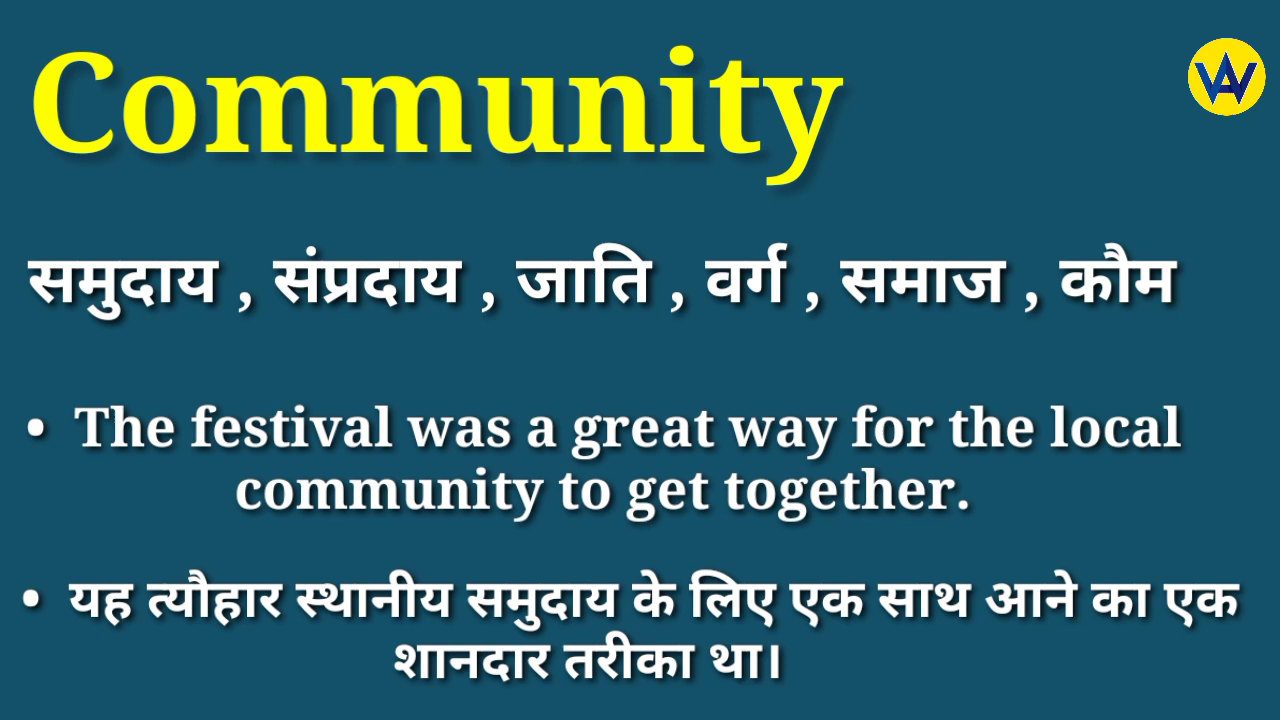 Community
समुदाय , संप्रदाय , जाति , वर्ग , समाज , कौम
• The festival was a great way for the local
community to get together.
• यह त्यौहार स्थानीय समुदाय के लिए एक साथ आने का एक
शानदार तरीका था।